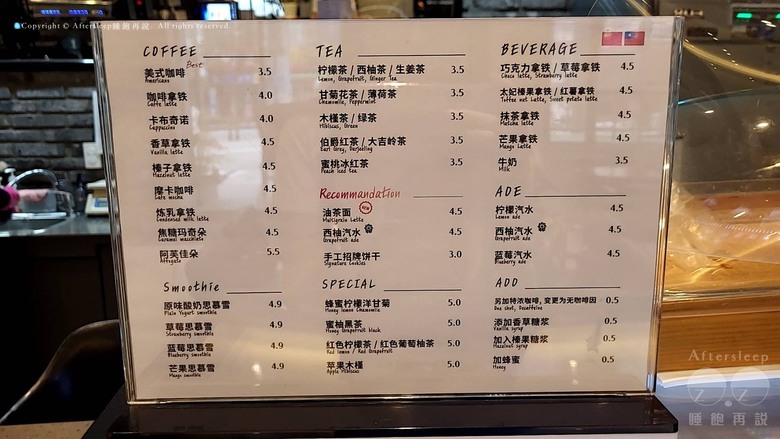 Copyright © Aftersleep睡飽再說. All rights reserved.
COFFEE
Best
美式咖啡 3.5
Americano
咖啡拿铁 4.0
Caffe latte
卡布奇诺 4.0
Cappuccino
香草拿铁 4.5
Vanilla latte
榛子拿铁 4.5
Hazelnut latte
摩卡咖啡 4.5
Cafe mocha
炼乳拿铁 4.5
Condensed milk latte
焦糖玛奇朵 4.5
Caramel macchiato
阿芙佳朵 5.5
Affogato
Smoothie
原味酸奶思慕雪 4.9
Plain Yogurt smoothie
草莓思慕雪 4.9
Strawberry smoothie
蓝莓思慕雪 4.9
Blueberry smoothie
芒果思慕雪 4.9
Mango smoothie
TEA
柠檬茶 / 西柚茶 / 生姜茶 3.5
Lemon, Grapefruit, Ginger Tea
甘菊花茶 / 薄荷茶 3.5
Chamomile, Peppermint
木槿茶 / 绿茶 3.5
Hibiscus, Green
伯爵红茶 / 大吉岭茶 3.5
Earl Grey, Darjeeling
蜜桃冰红茶 3.5
Peach iced tea
Recommandation
油茶面 4.5
Multigrain Latte
西柚汽水 4.5
Grapefruit ade
手工招牌饼干 3.0
Signature Cookies
SPECIAL
蜂蜜柠檬洋甘菊 5.0
Honey lemon Chamomile
蜜柚黑茶 5.0
Honey Grapefruit black
红色柠檬茶 / 红色葡萄柚茶 5.0
Red lemon / Red Grapefruit
苹果木槿 5.0
Apple Hibiscus
BEVERAGE
巧克力拿铁 / 草莓拿铁 4.5
Choco latte, Strawberry latte
太妃榛果拿铁 / 红薯拿铁 4.5
Toffee nut Latte, Sweet potato latte
抹茶拿铁 4.5
Matcha latte
芒果拿铁 4.5
Mango Latte
牛奶 3.5
Milk
ADE
柠檬汽水 4.5
Lemon ade
西柚汽水 4.5
Grapefruit ade
蓝莓汽水 4.5
Blueberry ade
ADD
另加特浓咖啡, 变更为无咖啡因 0.5
One shot, Decaffeine
添加香草糖浆 0.5
Vanilla syrup
加入榛果糖浆 0.5
Hazelnut syrup
加蜂蜜 0.5
Honey
Aftersleep
睡飽再説